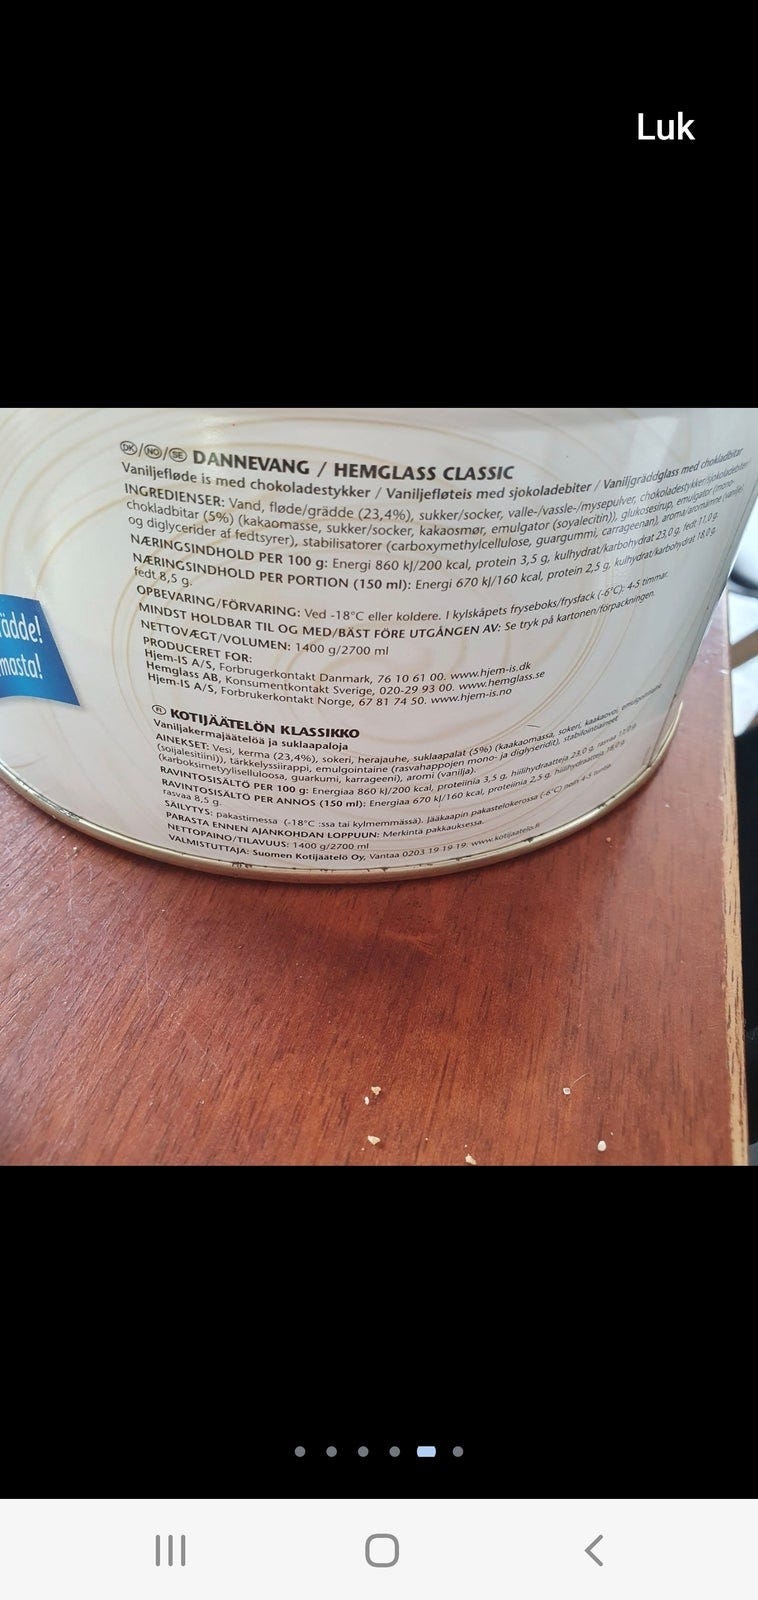 Luk
DK/NO/SE DANNEVANG / HEMGLASS CLASSIC
Vaniljefløde is med chokoladestykker / Vaniljefløteis med sjokoladebiter / Vaniljgräddglass med chokladbitar
INGREDIENSER: Vand, fløde/grädde (23,4%), sukker/socker, valle-/vassle-/mysepulver, chokoladestykker/sjokoladebiter/
chokladbitar (5%) (kakaomasse, sukker/socker, kakaosmør, emulgator (soyalecitin)), glukosesirup, emulgator (mono-
og diglycerider af fedtsyrer), stabilisatorer (carboxymethylcellulose, guargummi, carrageenan), aroma/aromämne (vanilje).
NÆRINGSINDHOLD PER 100 g: Energi 860 kJ/200 kcal, protein 3,5 g, kulhydrat/karbohydrat 23,0 g, fedt 11,0 g.
NÆRINGSINDHOLD PER PORTION (150 ml): Energi 670 kJ/160 kcal, protein 2,5 g, kulhydrat/karbohydrat 18,0 g,
fedt 8,5 g.
OPBEVARING/FÖRVARING: Ved -18°C eller koldere. I kylskåpets fryseboks/frysfack (-6°C): 4-5 timmar.
MINDST HOLDBAR TIL OG MED/BÄST FÖRE UTGÅNGEN AV: Se tryk på kartonen/förpackningen.
NETTOVÆGT/VOLUMEN: 1400 g/2700 ml
PRODUCERET FOR:
Hjem-IS A/S, Forbrugerkontakt Danmark, 76 10 61 00. www.hjem-is.dk
Hemglass AB, Konsumentkontakt Sverige, 020-29 93 00. www.hemglass.se
Hjem-IS A/S, Forbrukerkontakt Norge, 67 81 74 50. www.hjem-is.no
ädde!
masta!
FI KOTIJÄÄTELÖN KLASSIKKO
Vaniljakermajäätelöä ja suklaapaloja
AINEKSET: Vesi, kerma (23,4%), sokeri, herajauhe, suklaapalat (5%) (kaakaomassa, sokeri, kaakaovoi, emulgointiaine
(soijalesitiini)), tärkkelyssiirappi, emulgointiaine (rasvahappojen mono- ja diglyseridit), stabilointiaineet
(karboksimetyyliselluloosa, guarkumi, karrageeni), aromi (vanilja).
RAVINTOSISÄLTÖ PER 100 g: Energiaa 860 kJ/200 kcal, proteiinia 3,5 g, hiilihydraatteja 23,0 g, rasvaa 11,0 g.
RAVINTOSISÄLTÖ PER ANNOS (150 ml): Energiaa 670 kJ/160 kcal, proteiinia 2,5 g, hiilihydraatteja 18,0 g,
rasvaa 8,5 g.
SÄILYTYS: pakastimessa (-18°C :ssa tai kylmemmässä). Jääkaapin pakastelokerossa (-6°C) noin 4-5 tuntia.
PARASTA ENNEN AJANKOHDAN LOPPUUN: Merkintä pakkauksessa.
NETTOPAINO/TILAVUUS: 1400 g/2700 ml
VALMISTUTTAJA: Suomen Kotijäätelö Oy, Vantaa 0203 19 19 19. www.kotijaatelo.fi